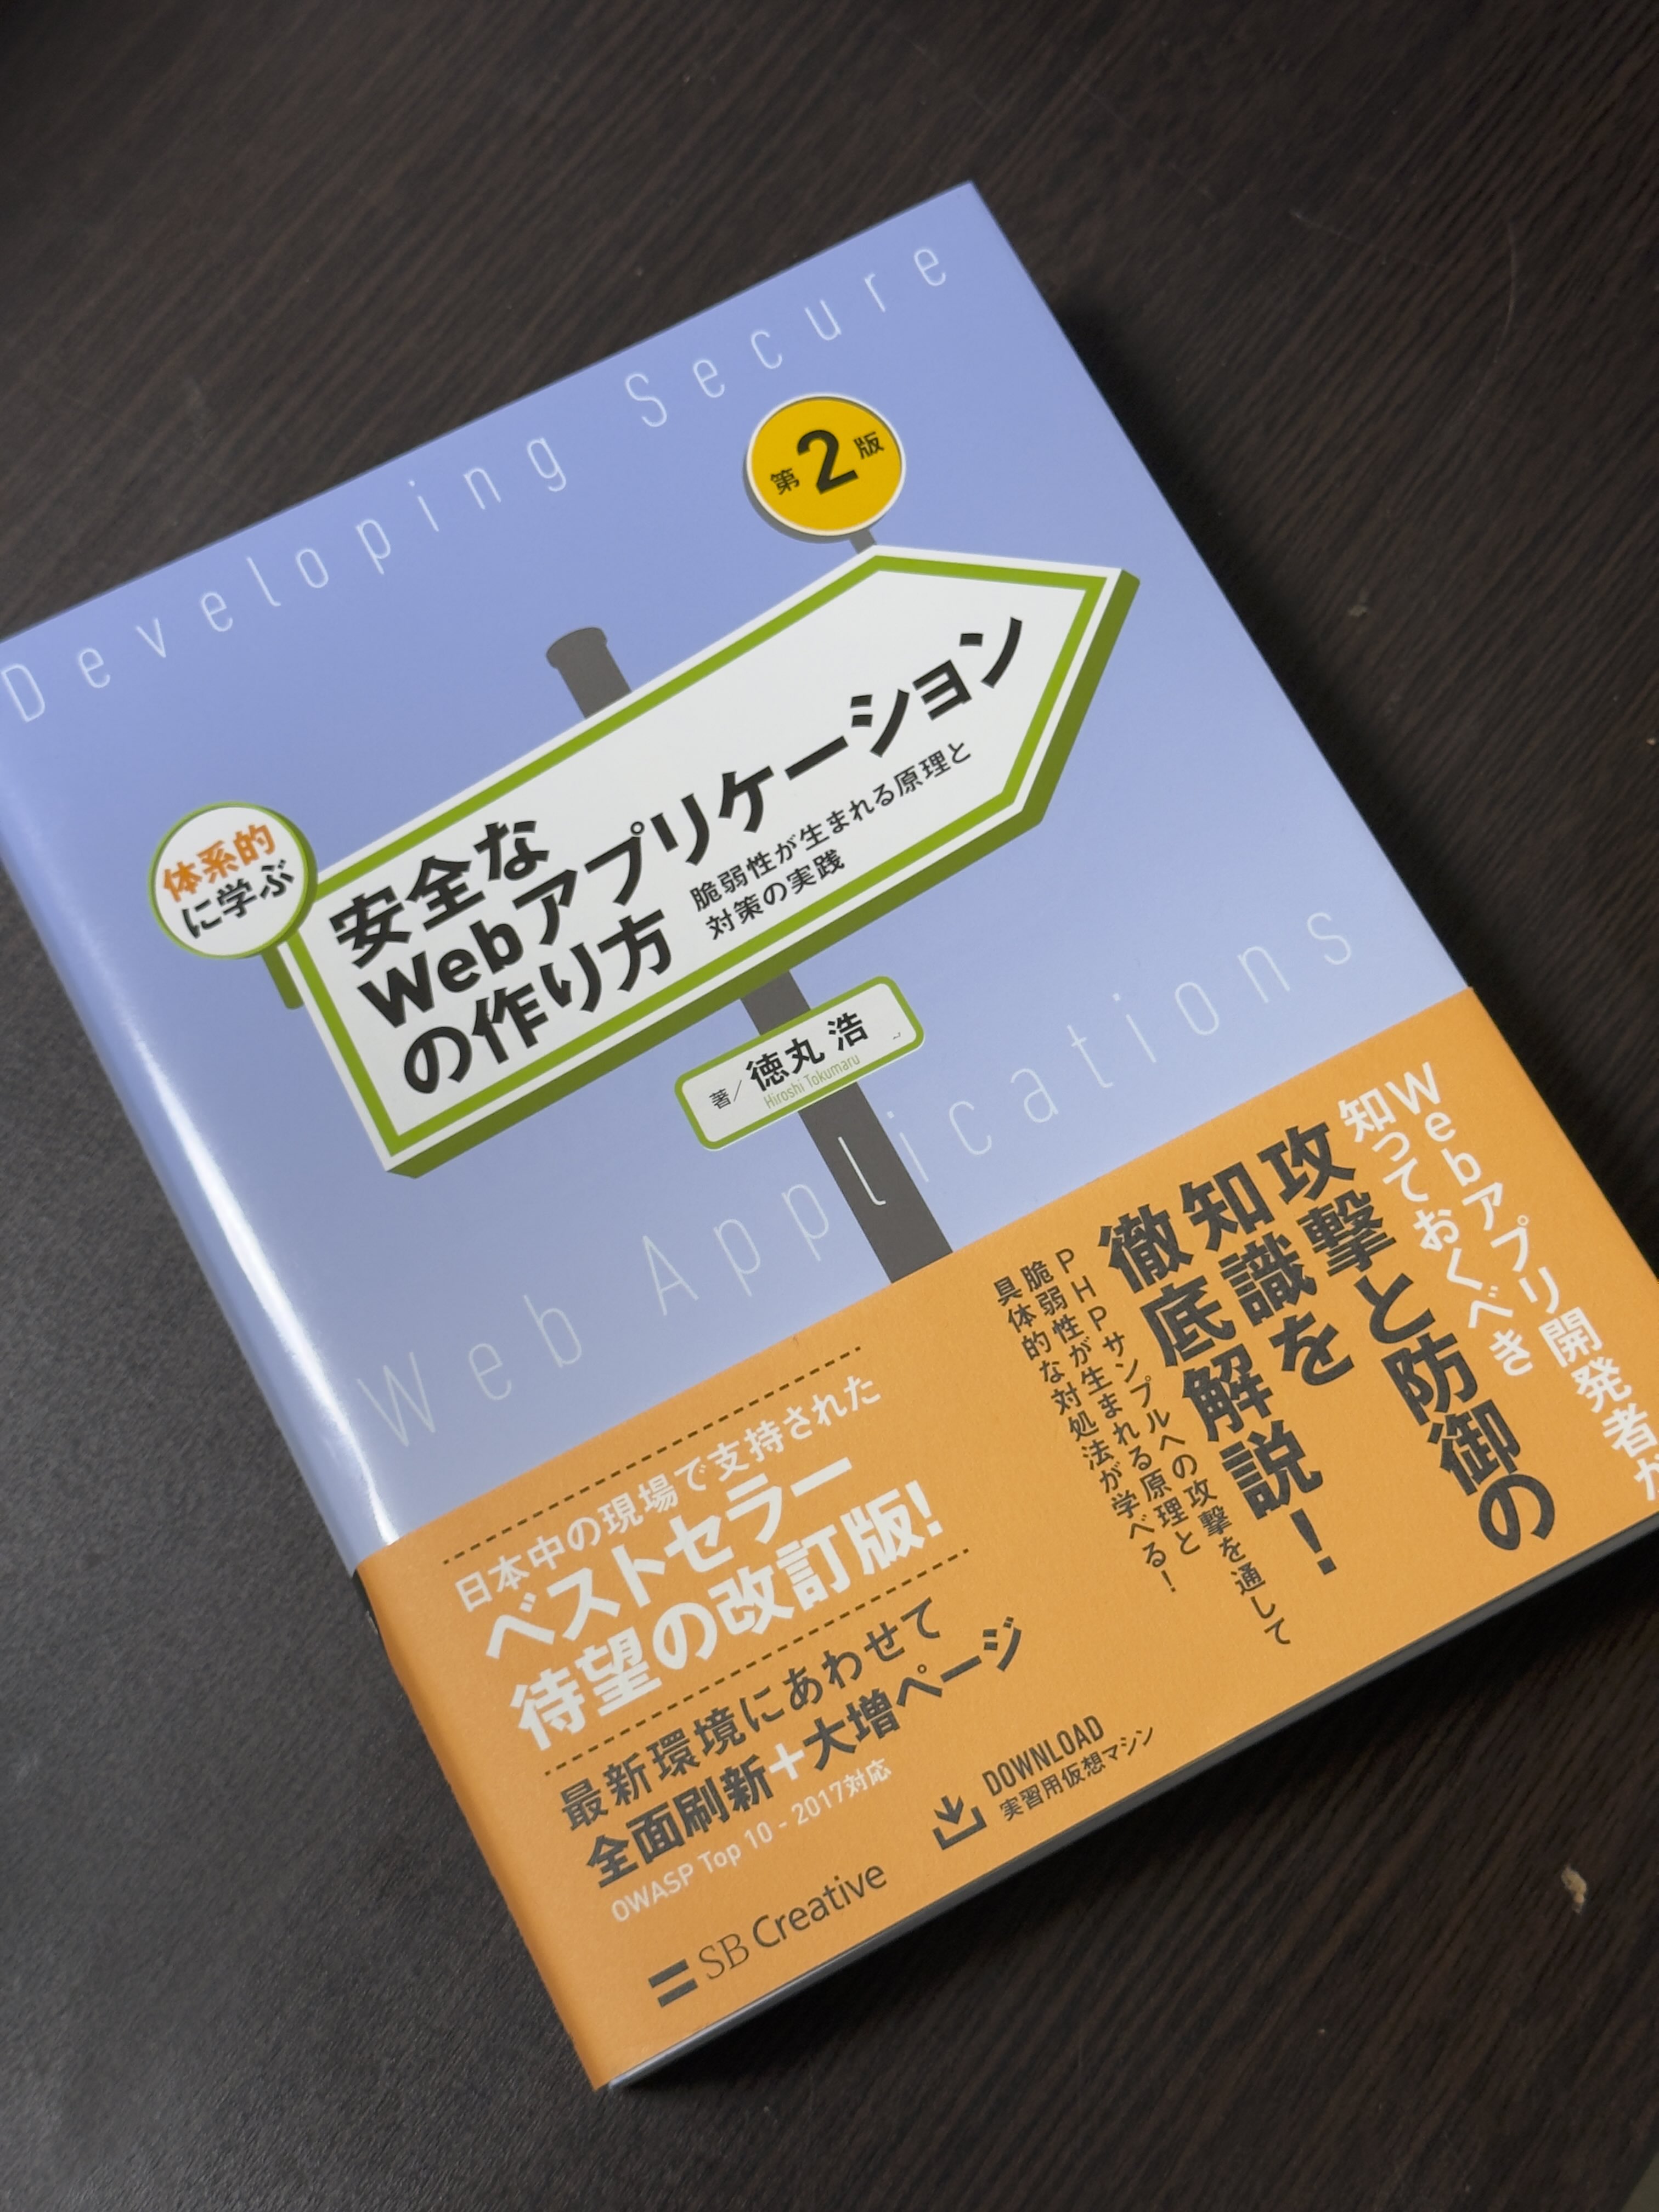 Developing Secure
第2版
体系的
に学ぶ
安全な
Webアプリケーション
の作り方
脆弱性が生まれる原理と
対策の実践
著/徳丸 浩
Hiroshi Tokumaru
Web Applications
Webアプリ開発者が
知っておくべき
攻撃と防御の
知識を
徹底解説!
PHPサンプルへの攻撃を通して
脆弱性が生まれる原理と
具体的な対処法が学べる!
日本中の現場で支持された
ベストセラー
待望の改訂版!
最新環境にあわせて
全面刷新+大増ページ
OWASP Top 10 - 2017対応
DOWNLOAD
実習用仮想マシン
SB Creative